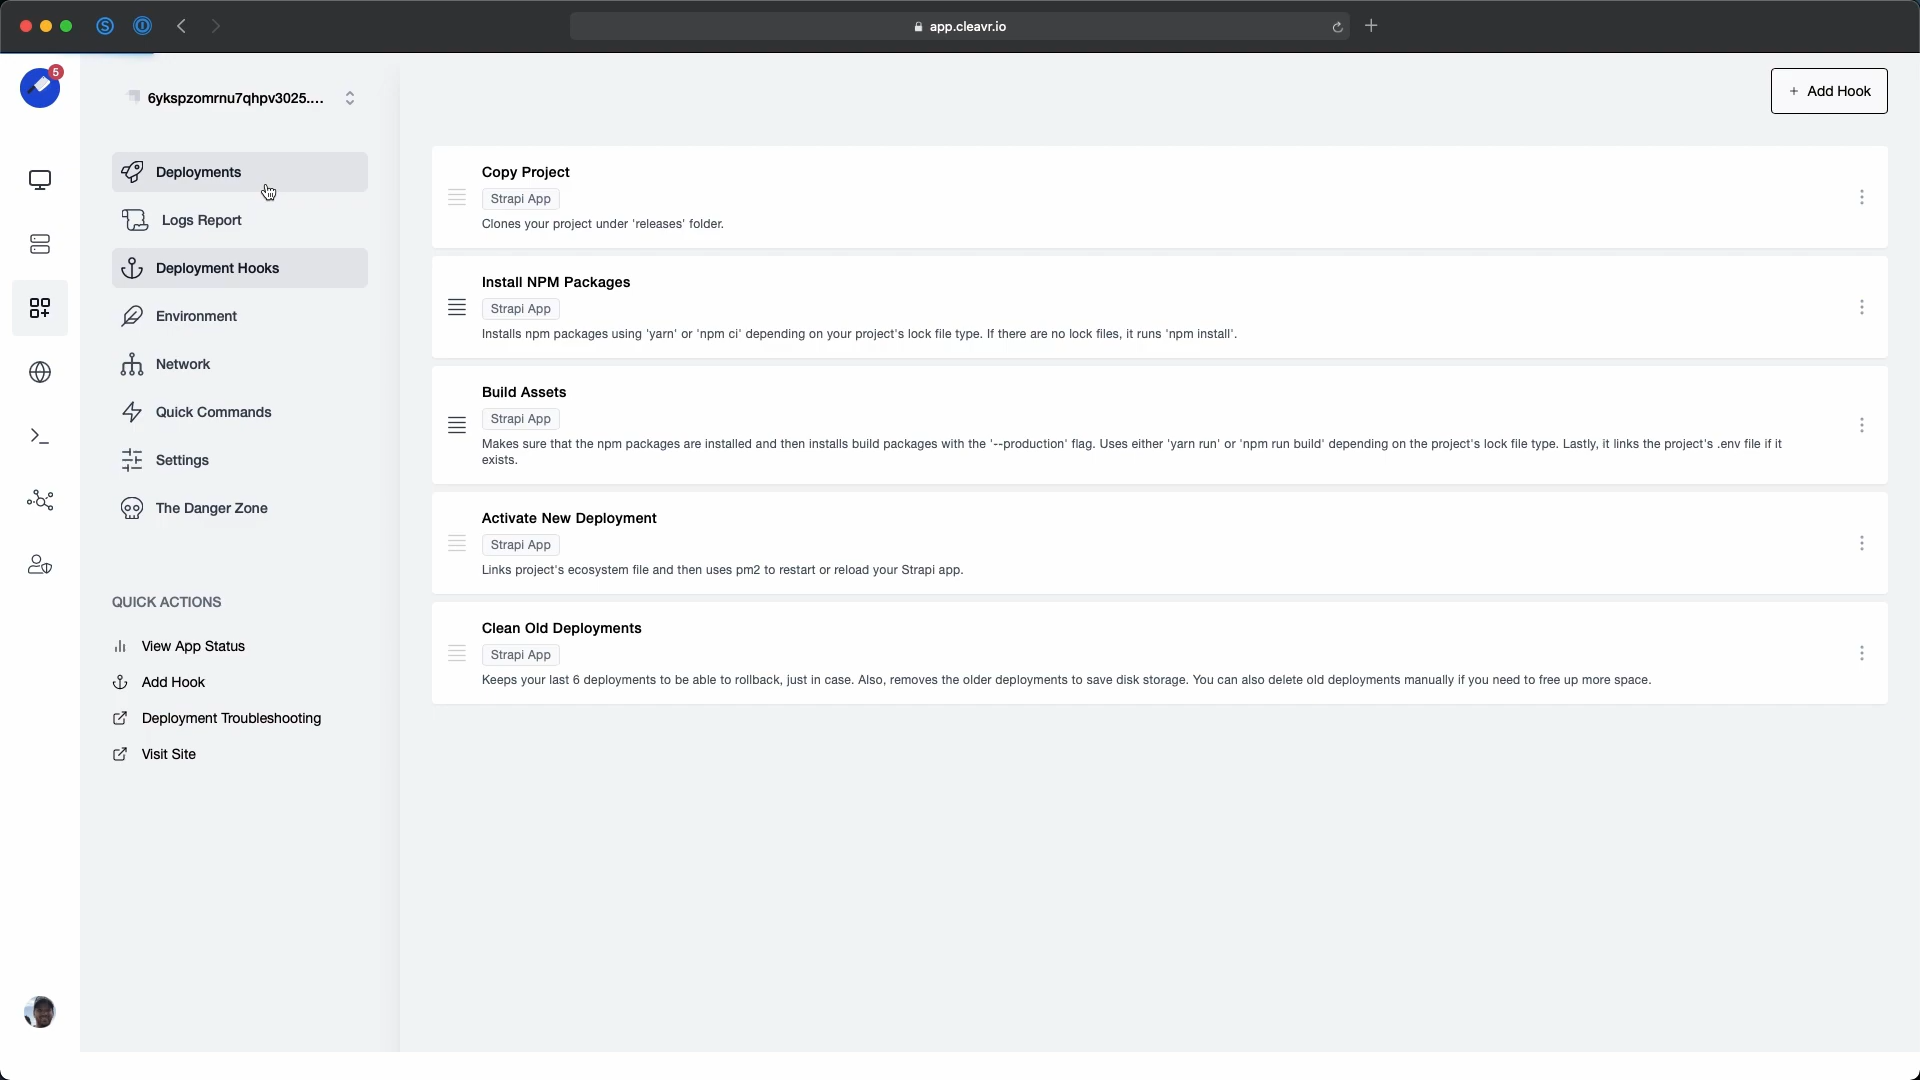 app.cleavr.io
5
6ykspzomrnu7qhpv3025....
+ Add Hook
Deployments
Logs Report
Deployment Hooks
Environment
Network
Quick Commands
Settings
The Danger Zone
QUICK ACTIONS
View App Status
Add Hook
Deployment Troubleshooting
Visit Site
Copy Project
Strapi App
Clones your project under 'releases' folder.
Install NPM Packages
Strapi App
Installs npm packages using 'yarn' or 'npm ci' depending on your project's lock file type. If there are no lock files, it runs 'npm install'.
Build Assets
Strapi App
Makes sure that the npm packages are installed and then installs build packages with the '--production' flag. Uses either 'yarn run' or 'npm run build' depending on the project's lock file type. Lastly, it links the project's .env file if it
exists.
Activate New Deployment
Strapi App
Links project's ecosystem file and then uses pm2 to restart or reload your Strapi app.
Clean Old Deployments
Strapi App
Keeps your last 6 deployments to be able to rollback, just in case. Also, removes the older deployments to save disk storage. You can also delete old deployments manually if you need to free up more space.